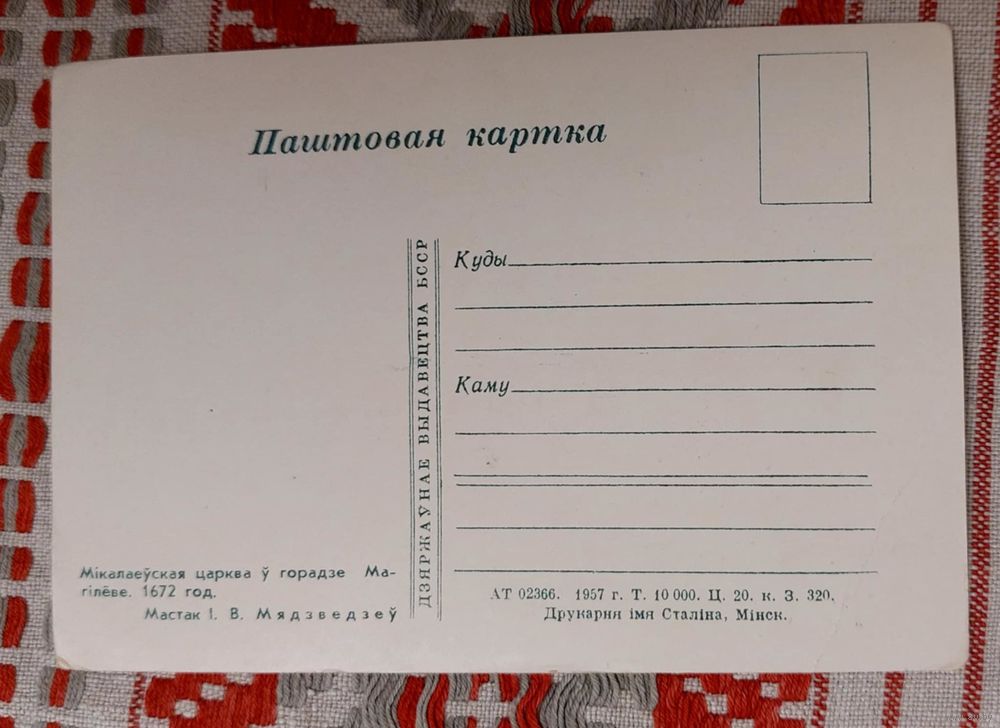 Паштовая картка
Куды
Каму
ДЗЯРЖАЎНАЕ ВЫДАВЕЦТВА БССР
Мікалаеўская царква ў горадзе Ма-
гілёве. 1672 год.
Мастак І. В. Мядзведзеў
АТ 02366. 1957 г. Т. 10 000. Ц. 20. к. З. 320.
Друкарня імя Сталіна, Мінск.